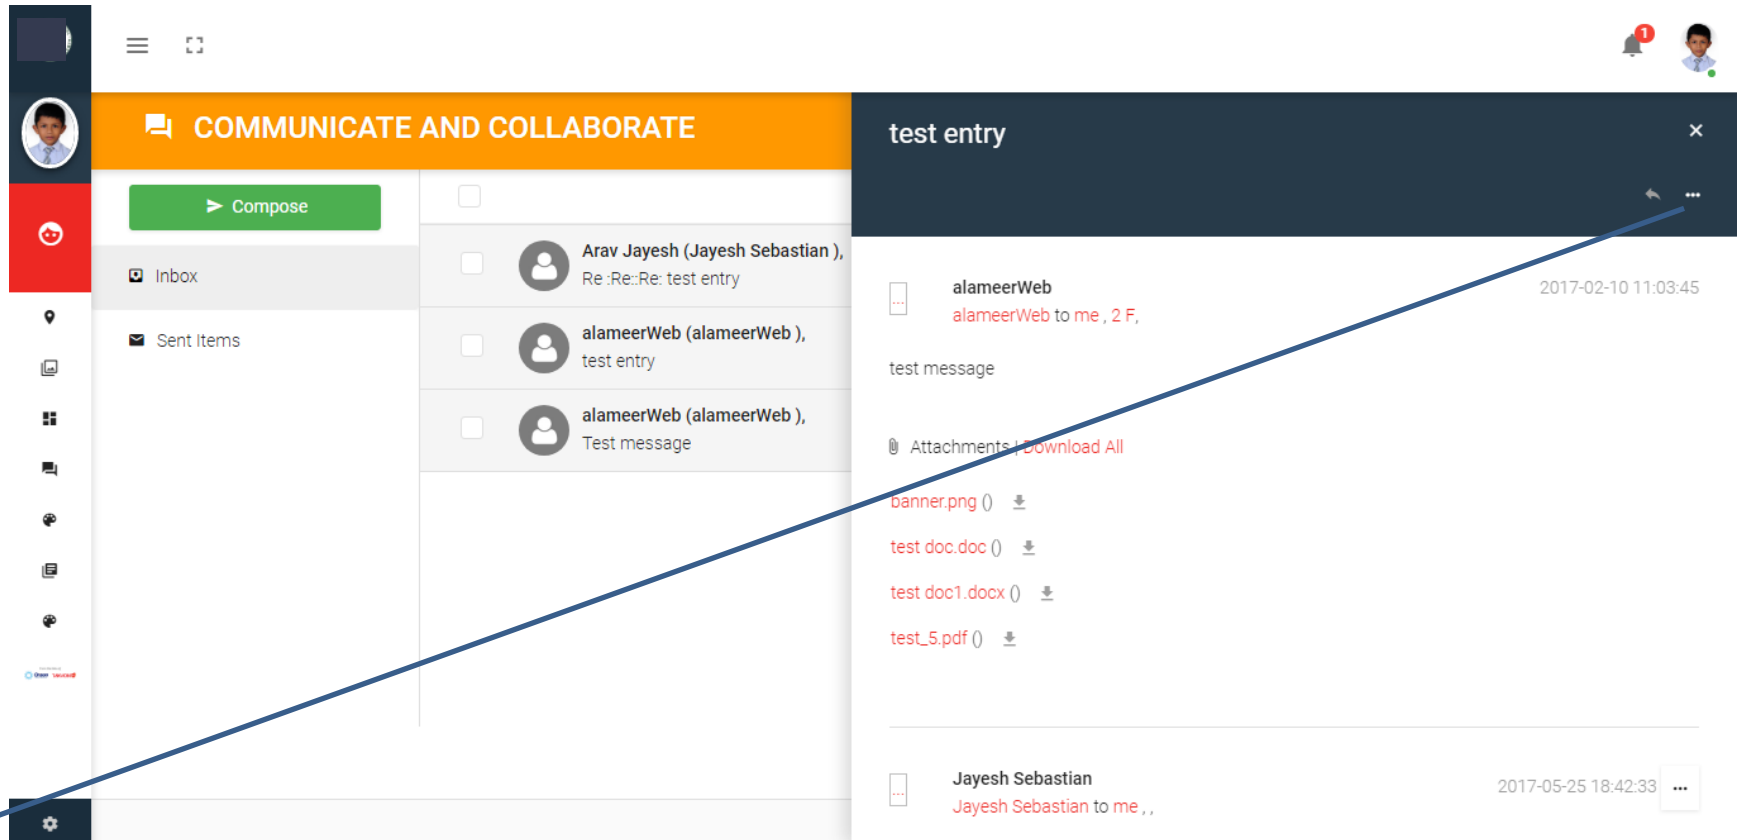 1
COMMUNICATE AND COLLABORATE
Compose
Inbox
Sent Items
Arav Jayesh (Jayesh Sebastian ),
Re :Re::Re: test entry
alameerWeb (alameerWeb ),
test entry
alameerWeb (alameerWeb ),
Test message
test entry
alameerWeb
2017-02-10 11:03:45
alameerWeb to me , 2 F,
test message
Attachments | Download All
banner.png ()
test doc.doc ()
test doc1.docx ()
test_5.pdf ()
Jayesh Sebastian
2017-05-25 18:42:33
Jayesh Sebastian to me , ,